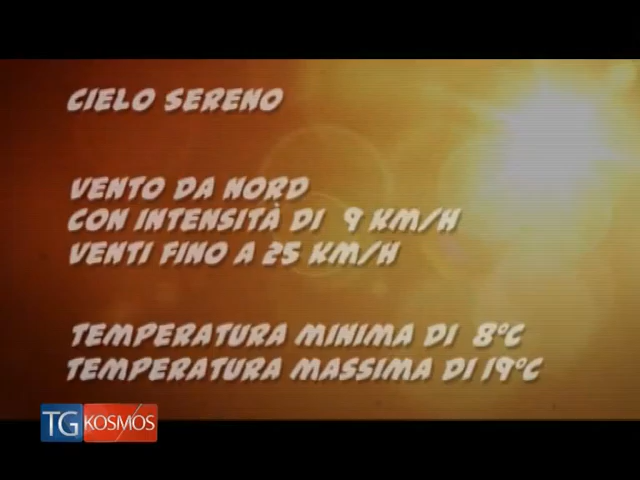 CIELO SERENO
VENTO DA NORD
CON INTENSITÀ DI 9 KM/H
VENTI FINO A 25 KM/H
TEMPERATURA MINIMA DI 8°C
TEMPERATURA MASSIMA DI 19°C
TG KOSMOS